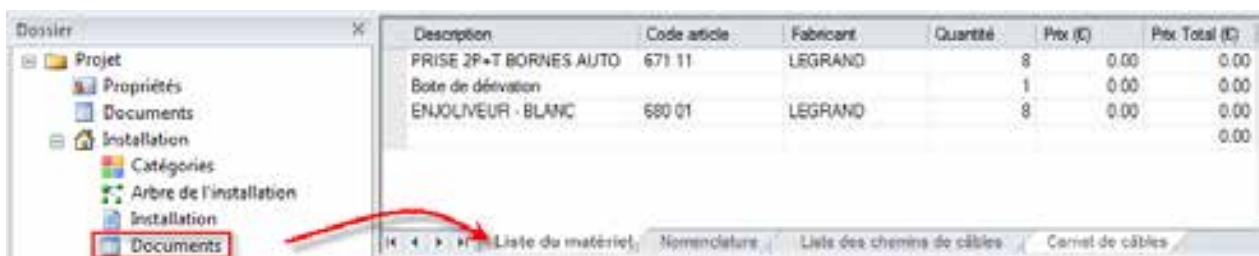 Dossier
Projet
Propriétés
Documents
Installation
Catégories
Arbre de l'installation
Installation
Documents
Description Code article Fabricant Quantité Prix (€) Prix Total (€)
PRISE 2P+T BORNES AUTO 671 11 LEGRAND 8 0.00 0.00
Boite de dérivation 1 0.00 0.00
ENJOLIVEUR - BLANC 680 01 LEGRAND 8 0.00 0.00
0.00
Liste du matériel Nomenclature Liste des chemins de câbles Carnet de câbles